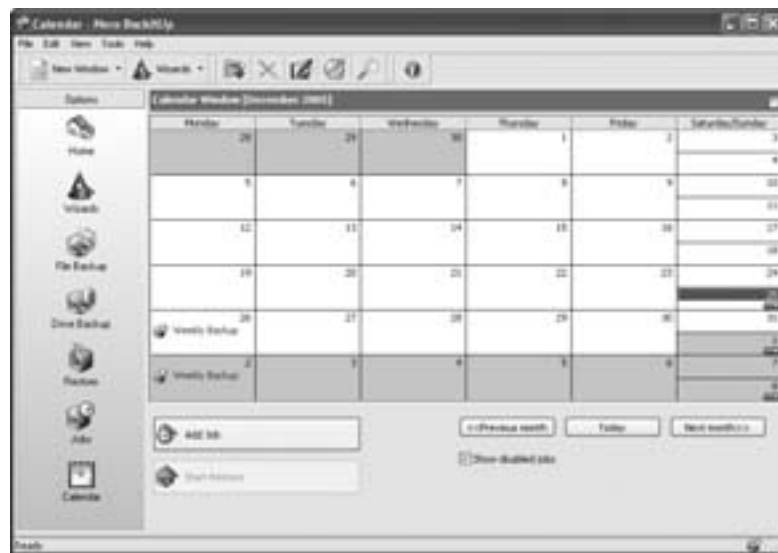 Calendar - Nero BackItUp
File Edit View Tools Help
New Window Wizards
Options
Calendar Window [December 2005]
Monday Tuesday Wednesday Thursday Friday Saturday/Sunday
28 29 30 1 2 3
4
5 6 7 8 9 10
11
12 13 14 15 16 17
18
19 20 21 22 23 24
25
26 27 28 29 30 31
Weekly Backup
1
2 3 4 5 6 7
Weekly Backup
8
Home
Wizards
File Backup
Drive Backup
Restore
Jobs
Calendar
Add Job
<<Previous month Today Next month>>
Show disabled jobs
Ready